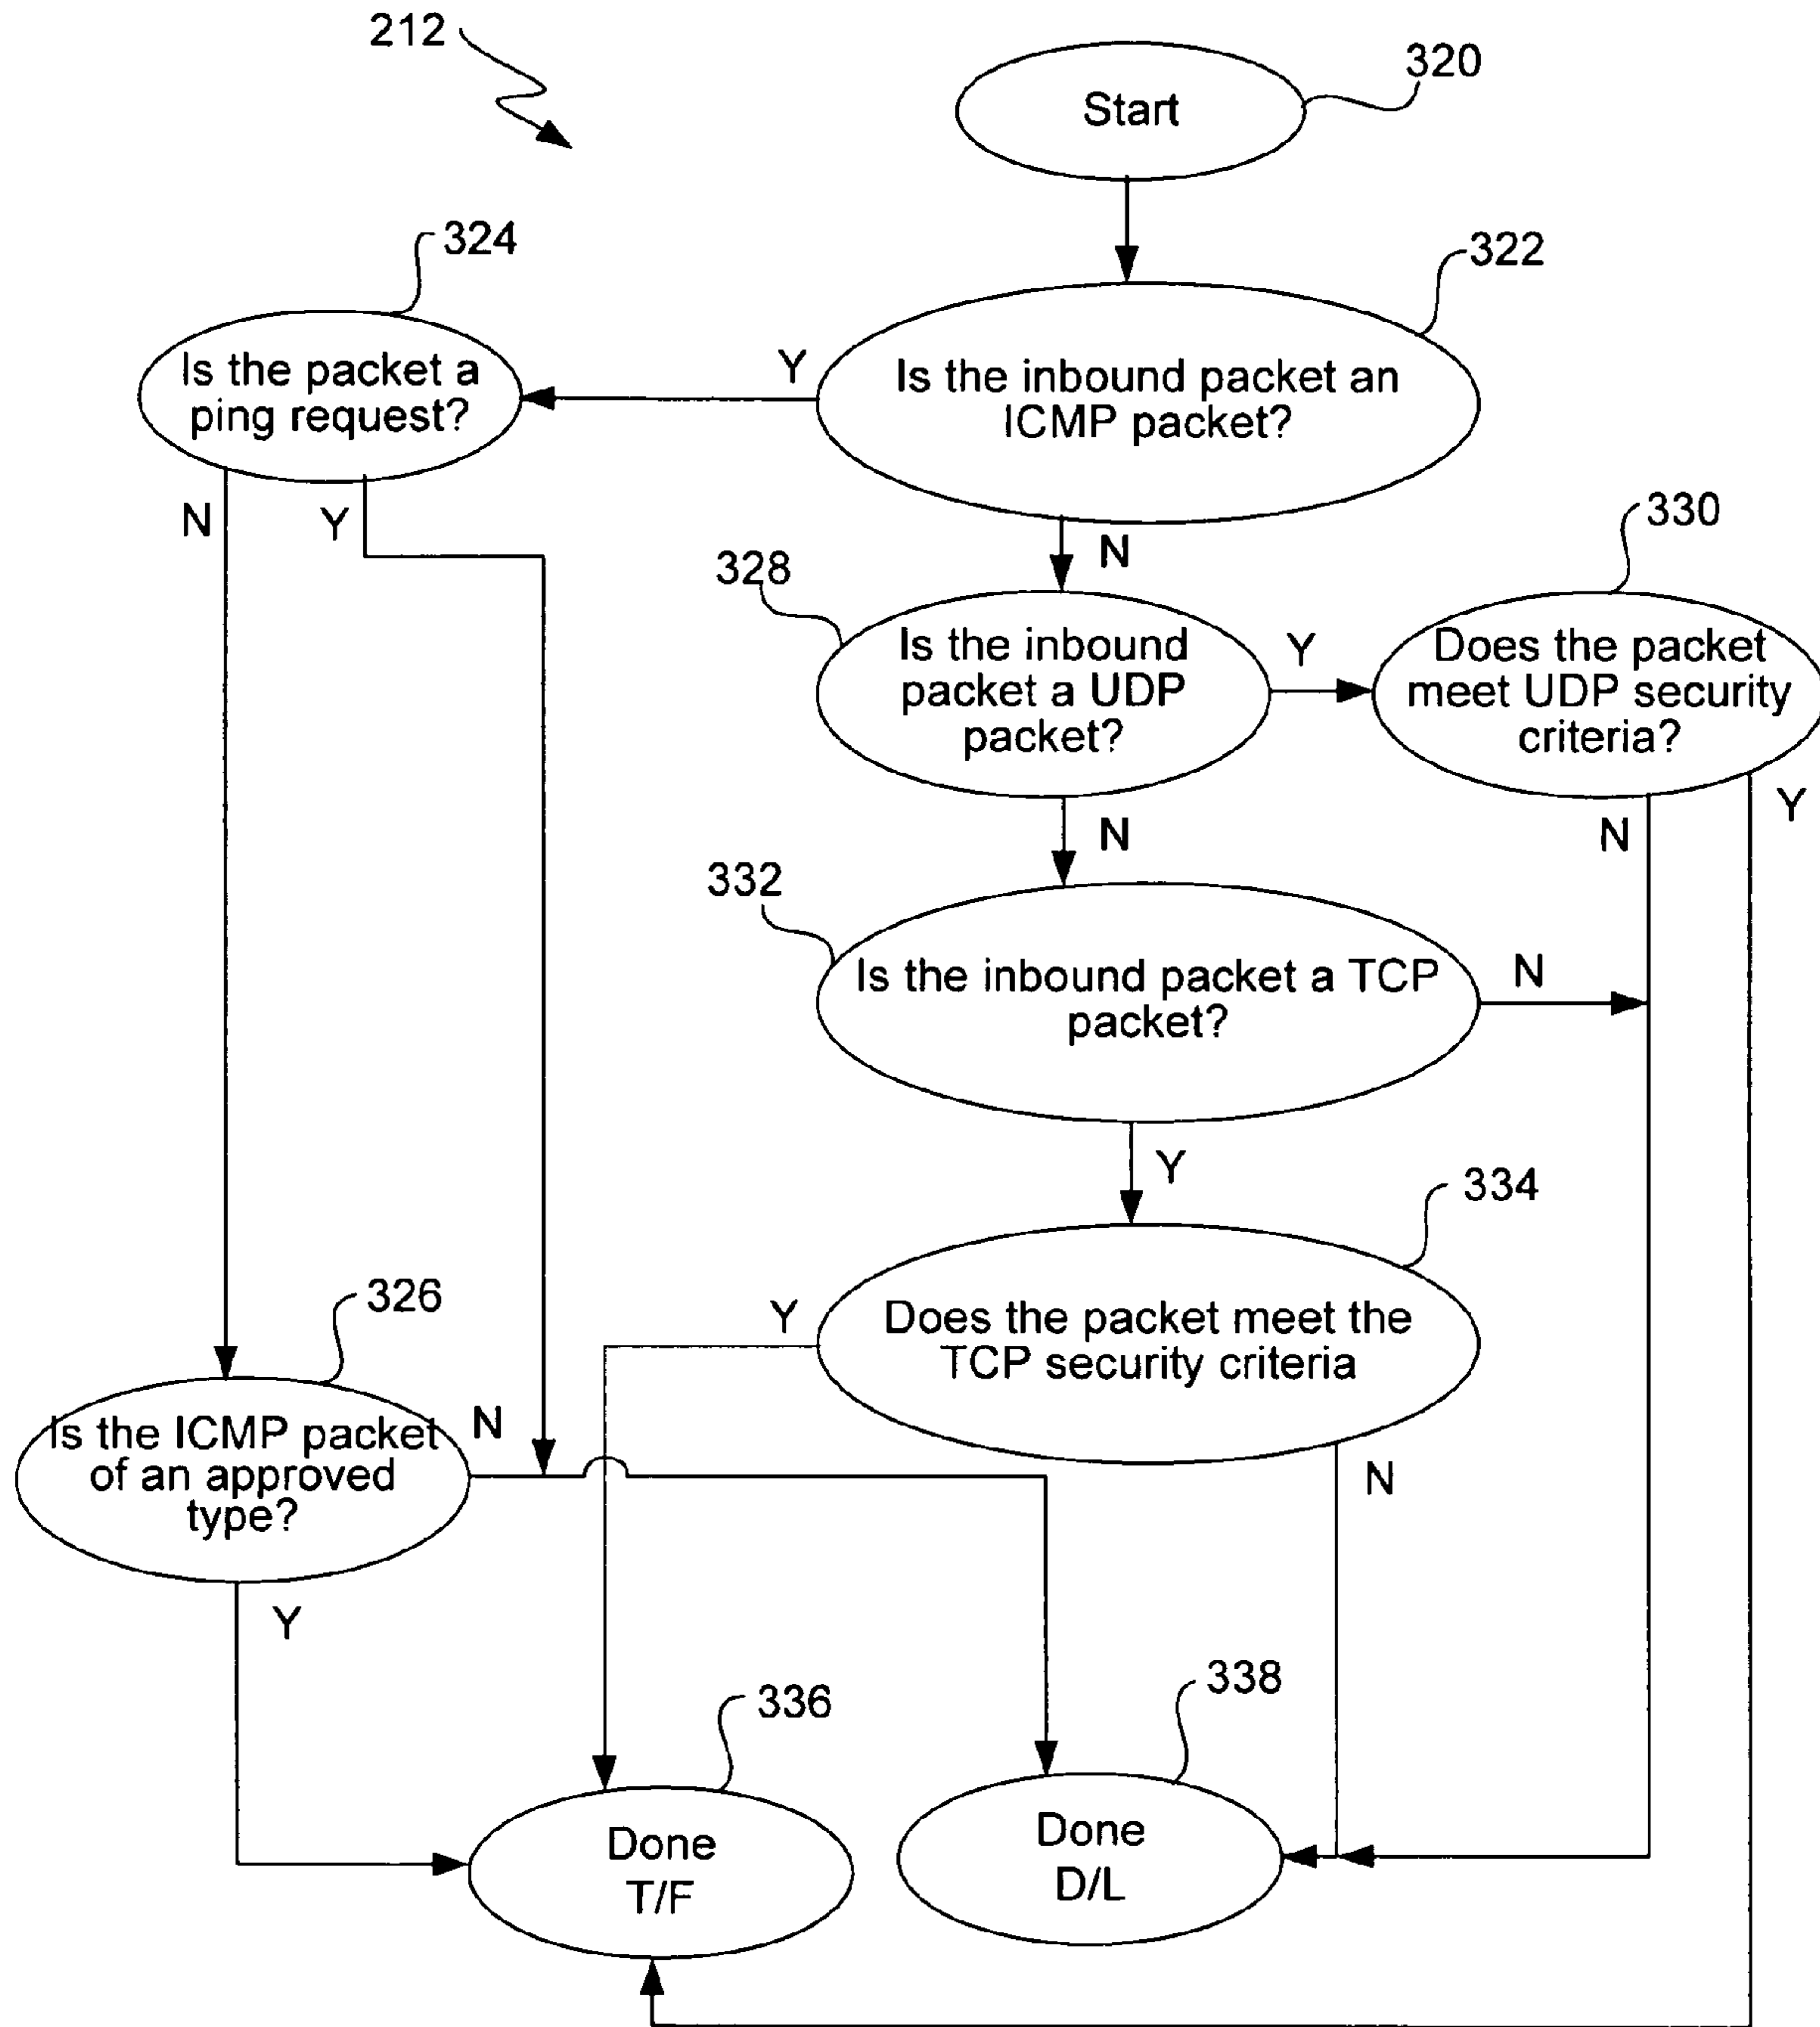 212
320
Start
324
322
Is the packet a
ping request?
Y
Is the inbound packet an
ICMP packet?
N
Y
N
330
328
Is the inbound
packet a UDP
packet?
Y
Does the packet
meet UDP security
criteria?
N
N
Y
332
Is the inbound packet a TCP
packet?
N
Y
334
326
Y
Does the packet meet the
TCP security criteria
Is the ICMP packet
of an approved
type?
N
N
Y
336
338
Done
T/F
Done
D/L